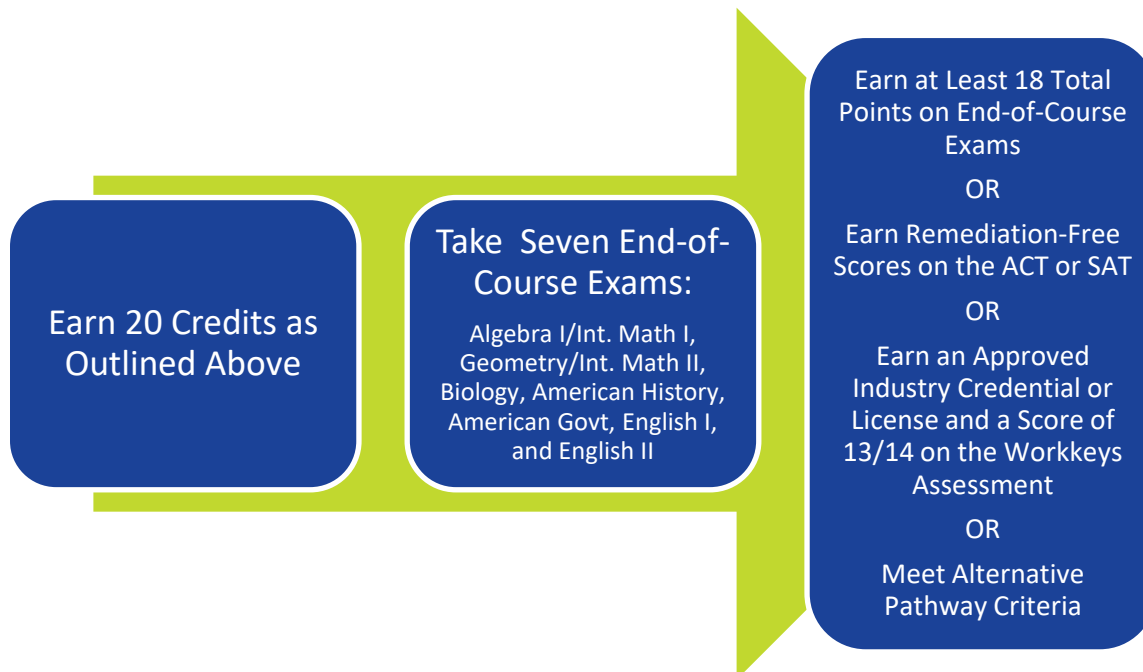 Earn 20 Credits as
Outlined Above
Take Seven End-of-
Course Exams:
Algebra I/Int. Math I,
Geometry/Int. Math II,
Biology, American History,
American Govt, English I,
and English II
Earn at Least 18 Total
Points on End-of-Course
Exams
OR
Earn Remediation-Free
Scores on the ACT or SAT
OR
Earn an Approved
Industry Credential or
License and a Score of
13/14 on the Workkeys
Assessment
OR
Meet Alternative
Pathway Criteria